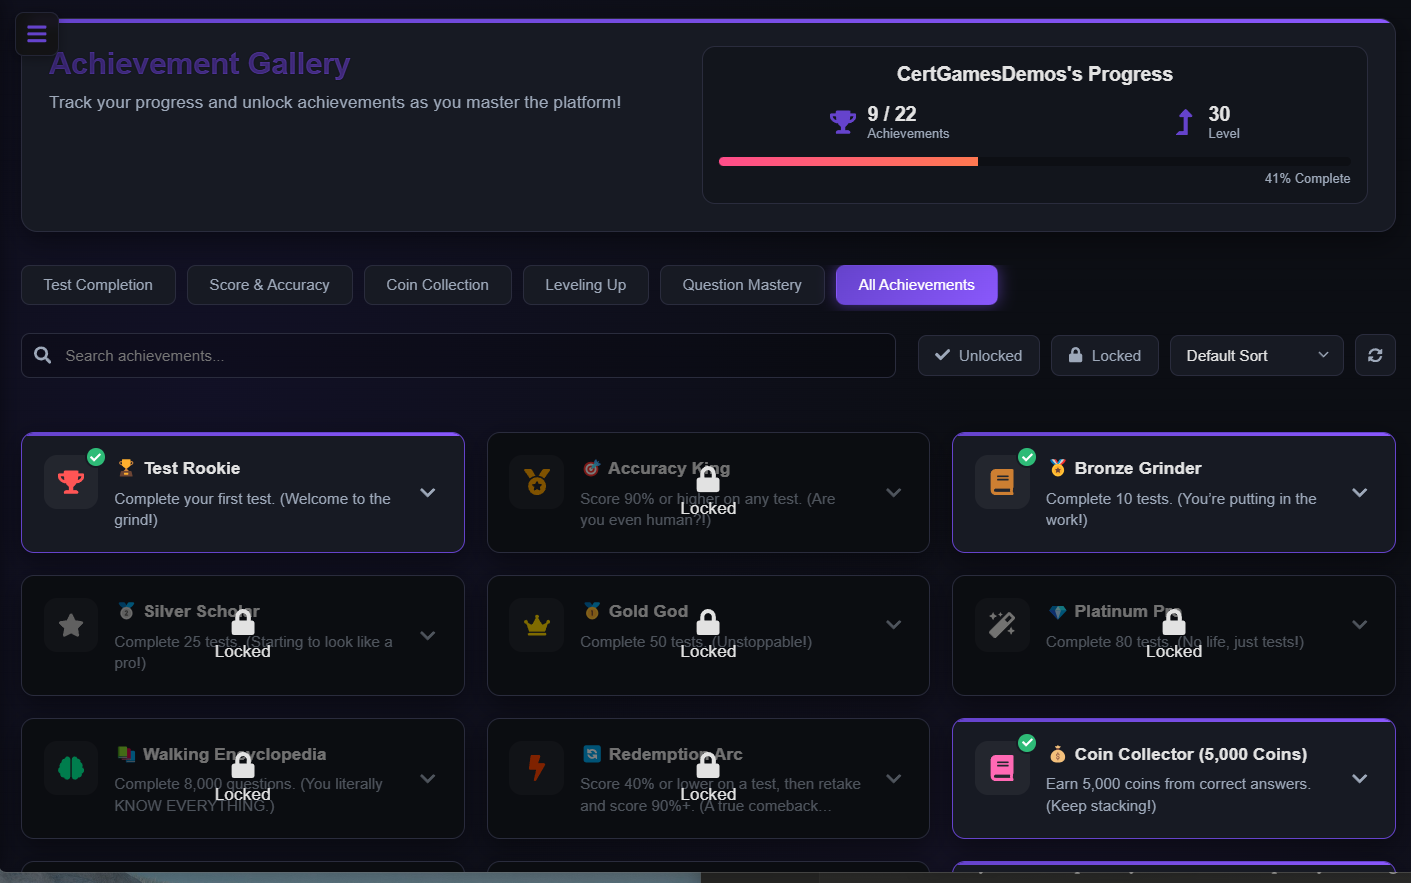 Achievement Gallery
Track your progress and unlock achievements as you master the platform!
CertGamesDemos's Progress
9 / 22
Achievements
30
Level
41% Complete
Test Completion
Score & Accuracy
Coin Collection
Leveling Up
Question Mastery
All Achievements
Search achievements...
Unlocked
Locked
Default Sort
Test Rookie
Complete your first test. (Welcome to the
grind!)
Accuracy King
Score 90% or higher on any test. (Are
you even human?!)
Locked
Bronze Grinder
Complete 10 tests. (You’re putting in the
work!)
Silver Scholar
Complete 25 tests. (Starting to look like a
pro!)
Locked
Gold God
Complete 50 tests. (Unstoppable!)
Locked
Platinum Pro
Complete 80 tests. (No life, just tests!)
Locked
Walking Encyclopedia
Complete 8,000 questions. (You literally
KNOW EVERYTHING.)
Locked
Redemption Arc
Score 40% or lower on a test, then retake
and score 90%+. (A true comeback…
Locked
Coin Collector (5,000 Coins)
Earn 5,000 coins from correct answers.
(Keep stacking!)